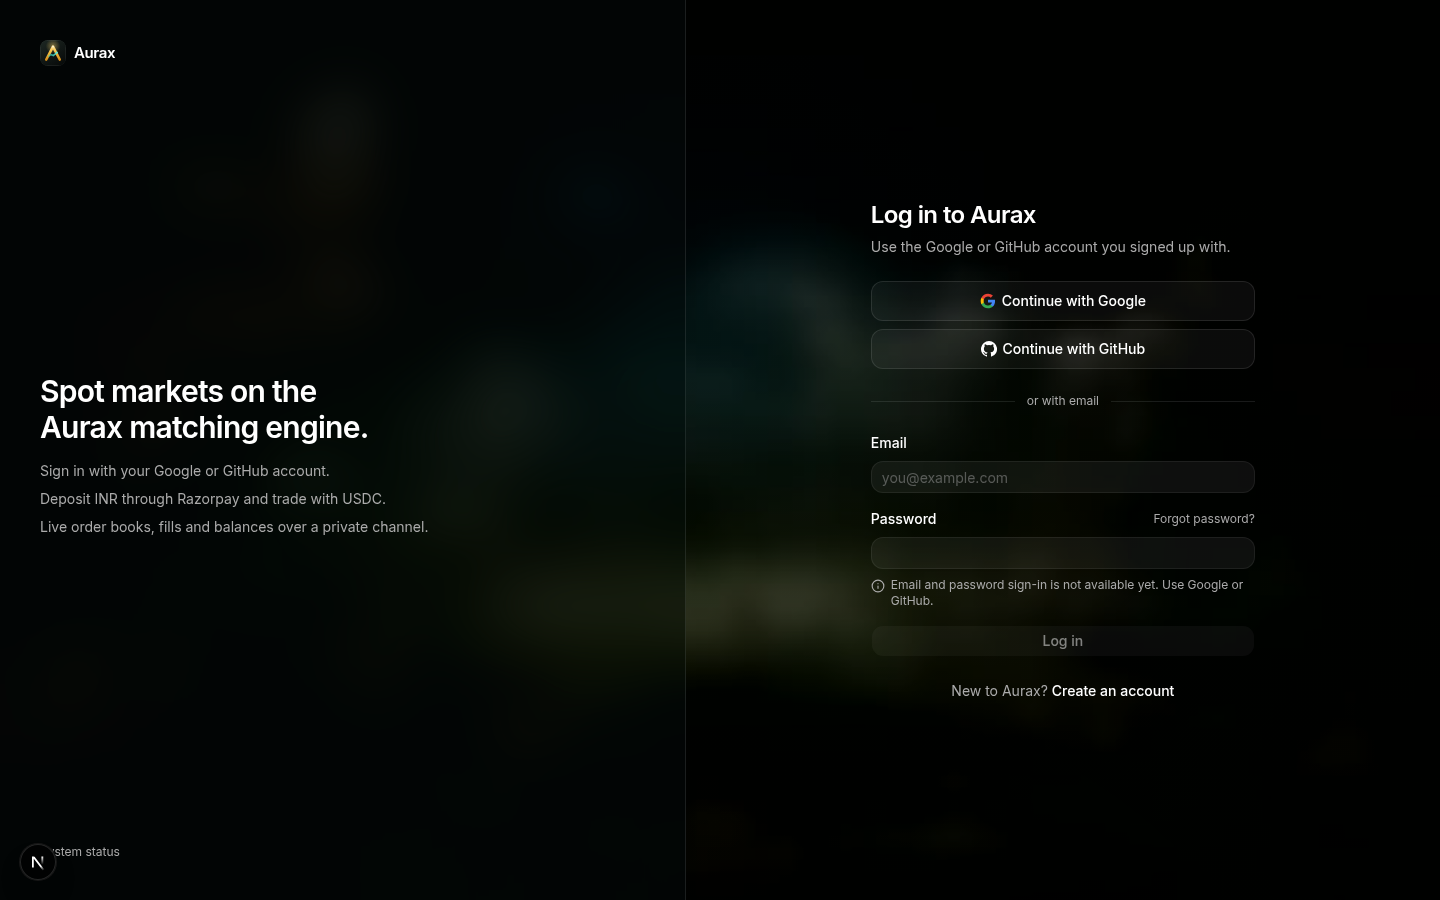 Aurax
Spot markets on the
Aurax matching engine.
Sign in with your Google or GitHub account.
Deposit INR through Razorpay and trade with USDC.
Live order books, fills and balances over a private channel.
stem status
Log in to Aurax
Use the Google or GitHub account you signed up with.
Continue with Google
Continue with GitHub
or with email
Email
you@example.com
Password
Forgot password?
Email and password sign-in is not available yet. Use Google or
GitHub.
Log in
New to Aurax? Create an account